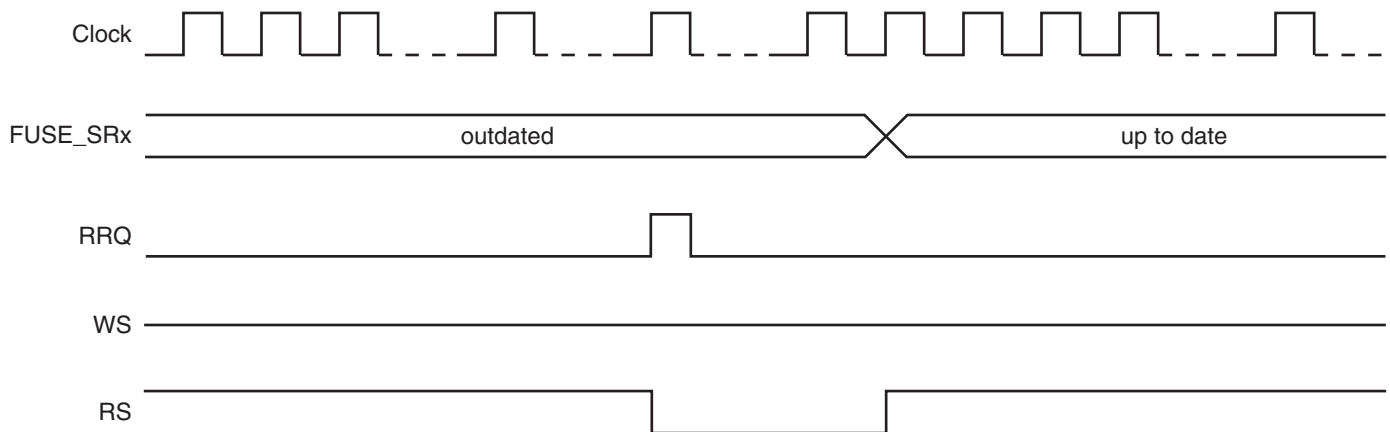 Clock
FUSE_SRx
outdated
up to date
RRQ
WS
RS